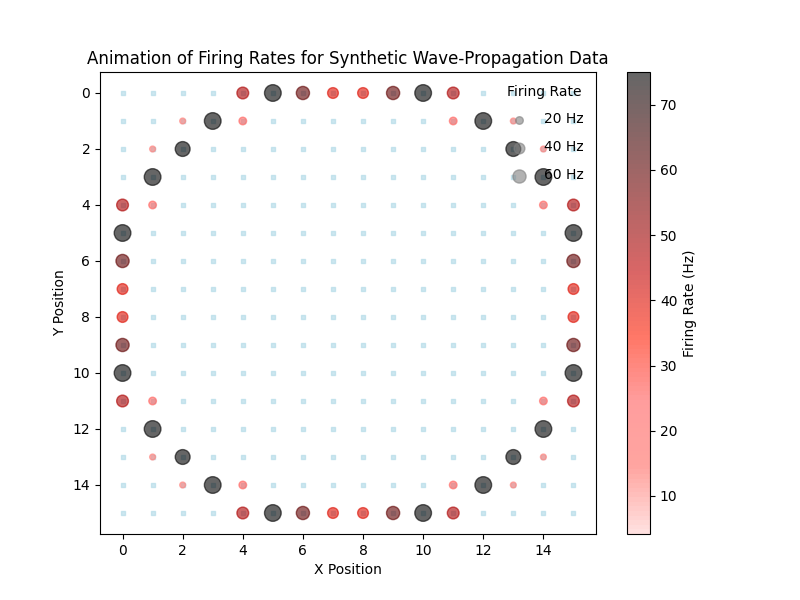 Animation of Firing Rates for Synthetic Wave-Propagation Data
Firing Rate
20 Hz
40 Hz
60 Hz
0
2
4
6
8
10
12
14
Y Position
0 2 4 6 8 10 12 14
X Position
70
60
50
40
30
20
10
Firing Rate (Hz)